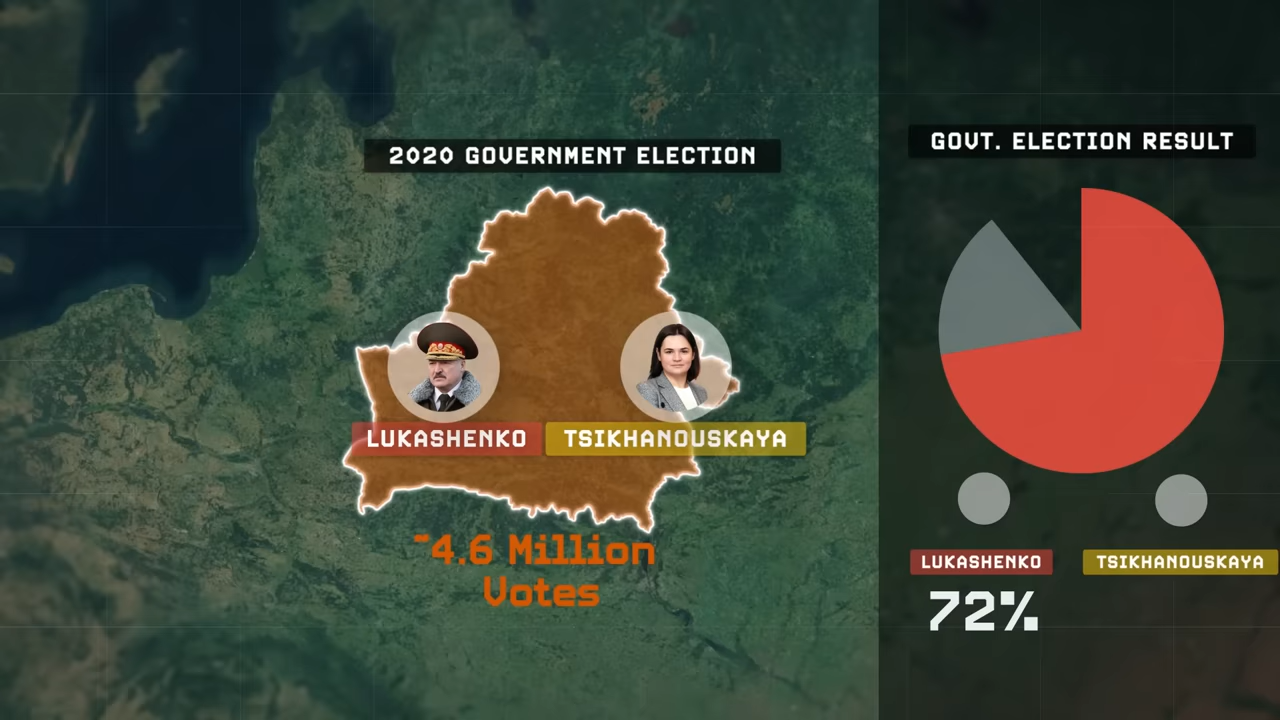 2020 GOVERNMENT ELECTION
LUKASHENKO
TSIKHANOUSKAYA
~4.6 Million
Votes
GOVT. ELECTION RESULT
LUKASHENKO
TSIKHANOUSKAYA
72%